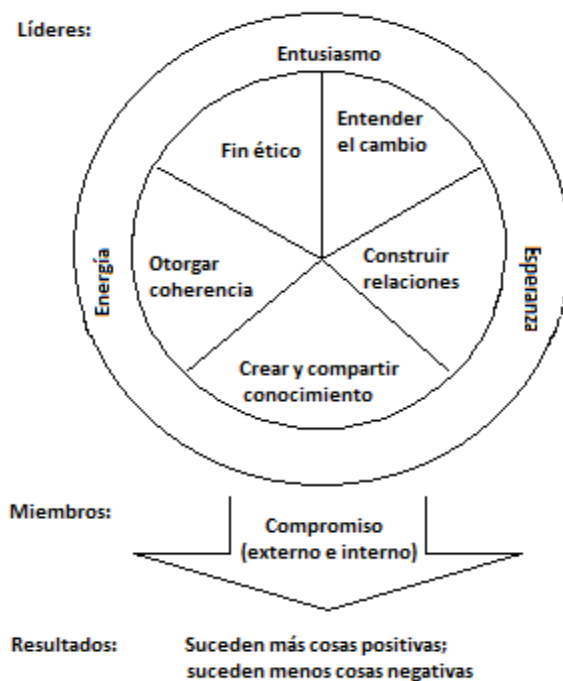 Líderes:
Entusiasmo
Fin ético
Entender
el cambio
Energía
Otorgar
coherencia
Construir
relaciones
Esperanza
Crear y compartir
conocimiento
Miembros:
Compromiso
(externo e interno)
Resultados:
Suceden más cosas positivas;
suceden menos cosas negativas